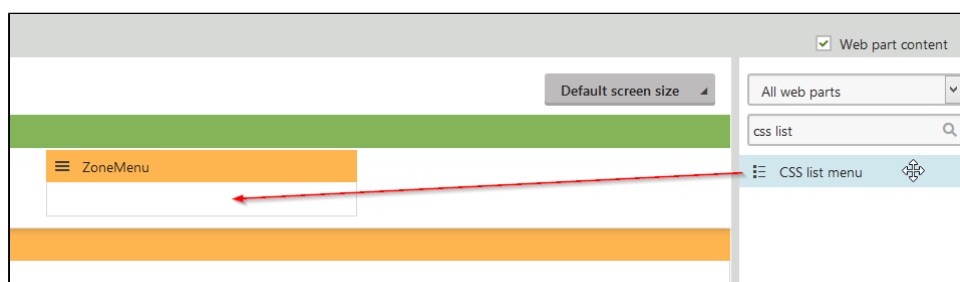 Web part content
Default screen size
All web parts
css list
ZoneMenu
CSS list menu